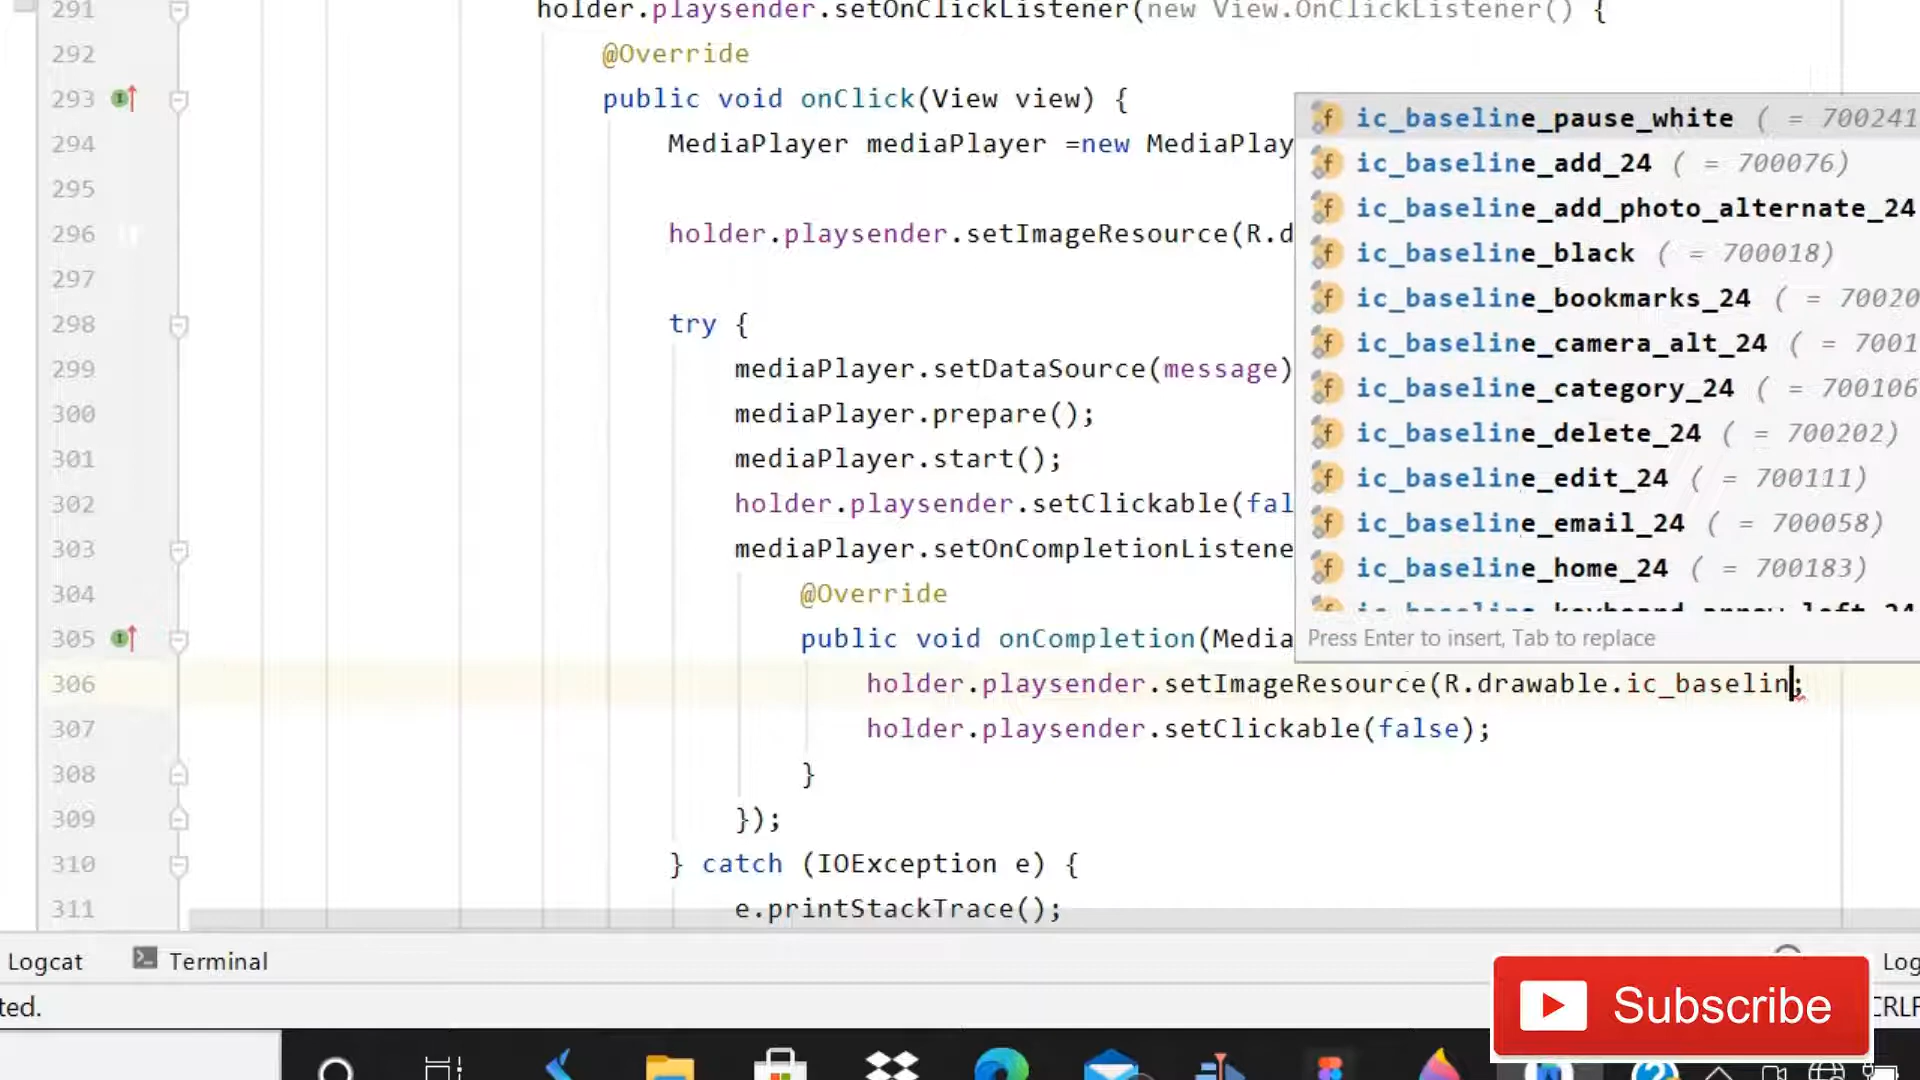 291 holder.playsender.setOnClickListener(new View.OnClickListener() {
292 @Override
293 public void onClick(View view) {
294 MediaPlayer mediaPlayer =new MediaPlay
295
296 holder.playsender.setImageResource(R.d
297
298 try {
299 mediaPlayer.setDataSource(message)
300 mediaPlayer.prepare();
301 mediaPlayer.start();
302 holder.playsender.setClickable(fal
303 mediaPlayer.setOnCompletionListene
304 @Override
305 public void onCompletion(Media
306 holder.playsender.setImageResource(R.drawable.ic_baselin;
307 holder.playsender.setClickable(false);
308 }
309 });
310 } catch (IOException e) {
311 e.printStackTrace();
ic_baseline_pause_white ( = 700241
ic_baseline_add_24 ( = 700076)
ic_baseline_add_photo_alternate_24
ic_baseline_black ( = 700018)
ic_baseline_bookmarks_24 ( = 70020
ic_baseline_camera_alt_24 ( = 7001
ic_baseline_category_24 ( = 700106
ic_baseline_delete_24 ( = 700202)
ic_baseline_edit_24 ( = 700111)
ic_baseline_email_24 ( = 700058)
ic_baseline_home_24 ( = 700183)
ic_baseline_keyboard_arrow_left_24
Press Enter to insert, Tab to replace
Logcat Terminal Log
ted. CRLF
Subscribe